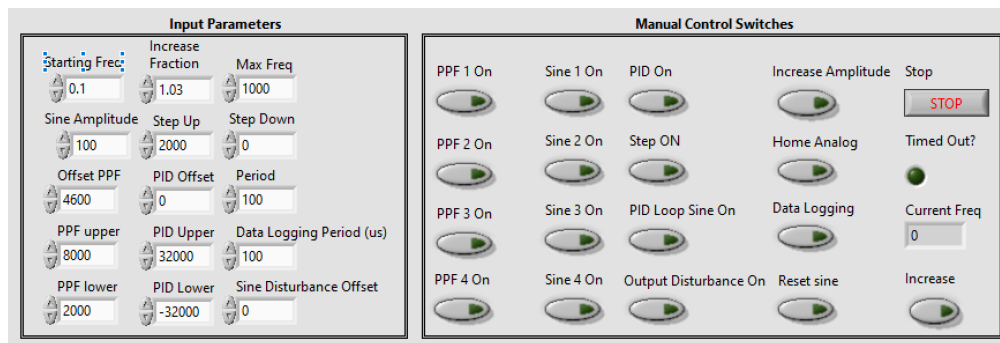 Input Parameters
Starting Freq
Increase
Fraction
Max Freq
0.1
1.03
1000
Sine Amplitude
Step Up
Step Down
100
2000
0
Offset PPF
PID Offset
Period
4600
0
100
PPF upper
PID Upper
Data Logging Period (us)
8000
32000
100
PPF lower
PID Lower
Sine Disturbance Offset
2000
-32000
0
Manual Control Switches
PPF 1 On
Sine 1 On
PID On
Increase Amplitude
Stop
STOP
PPF 2 On
Sine 2 On
Step ON
Home Analog
Timed Out?
PPF 3 On
Sine 3 On
PID Loop Sine On
Data Logging
Current Freq
0
PPF 4 On
Sine 4 On
Output Disturbance On
Reset sine
Increase